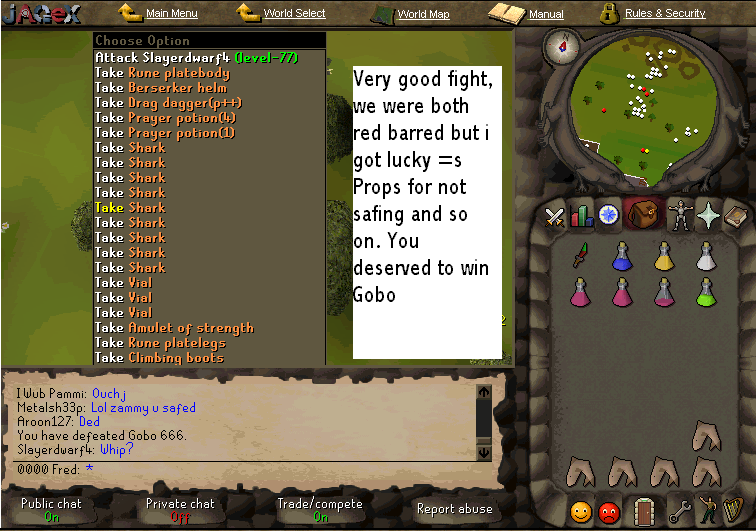 JAGeX
Main Menu
World Select
World Map
Manual
Rules & Security
Choose Option
Attack Slayerdwarf4 (level-77)
Take Rune platebody
Take Berserker helm
Take Drag dagger(p++)
Take Prayer potion(4)
Take Prayer potion(1)
Take Shark
Take Shark
Take Shark
Take Shark
Take Shark
Take Shark
Take Shark
Take Shark
Take Shark
Take Vial
Take Vial
Take Vial
Take Amulet of strength
Take Rune platelegs
Take Climbing boots
Very good fight,
we were both
red barred but i
got lucky =s
Props for not
safing and so
on. You
deserved to win
Gobo
2
I Wub Pammi: Ouchj
Metalsh33p: Lol zammy u safed
Aroon127: Ded
You have defeated Gobo 666.
Slayerdwarf4: Whip?
0000 Fred: *
Public chat
On
Private chat
Off
Trade/compete
On
Report abuse